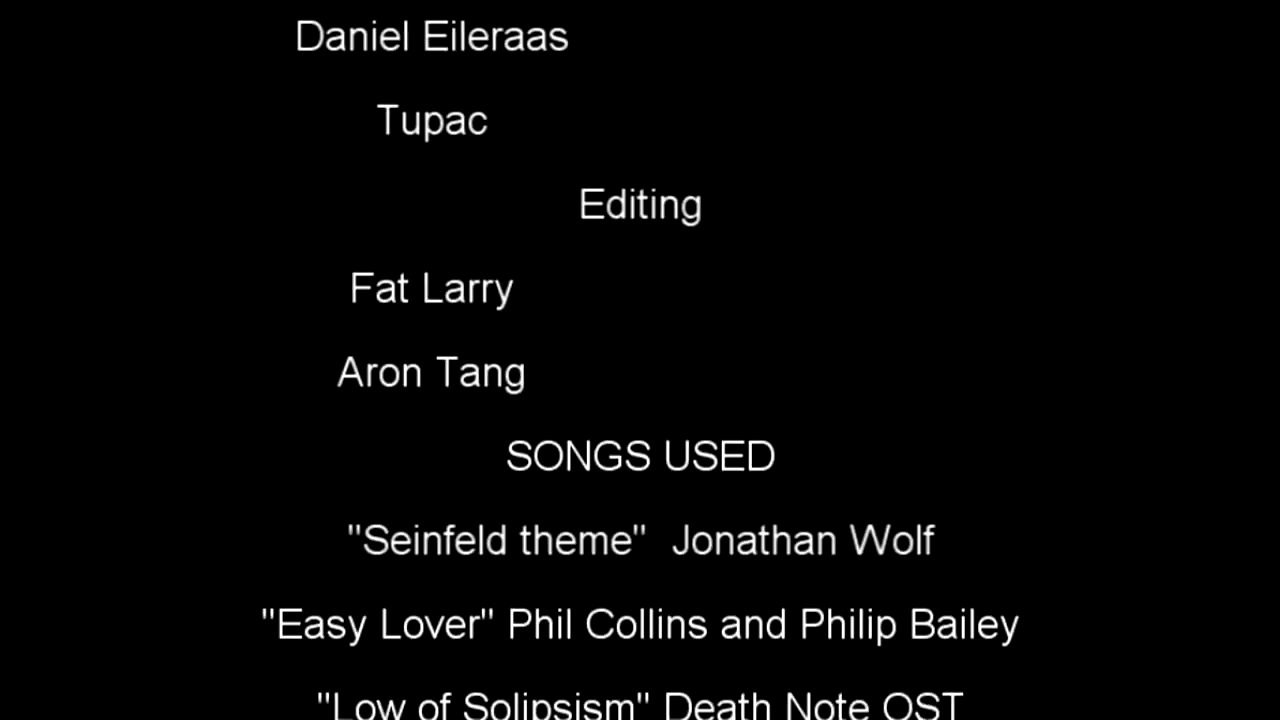 Daniel Eileraas
Tupac
Editing
Fat Larry
Aron Tang
SONGS USED
"Seinfeld theme"  Jonathan Wolf
"Easy Lover" Phil Collins and Philip Bailey
"Low of Solipsism" Death Note OST